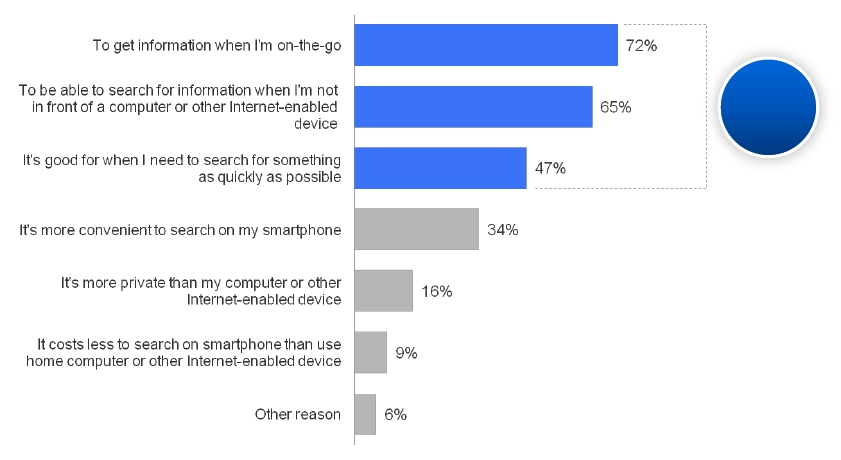 To get information when I'm on-the-go
72%
To be able to search for information when I'm not
in front of a computer or other Internet-enabled
device
65%
It's good for when I need to search for something
as quickly as possible
47%
It's more convenient to search on my smartphone
34%
It's more private than my computer or other
Internet-enabled device
16%
It costs less to search on smartphone than use
home computer or other Internet-enabled device
9%
Other reason
6%